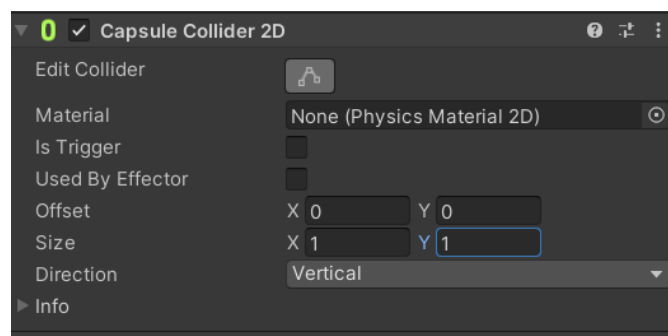 Capsule Collider 2D
Edit Collider
Material None (Physics Material 2D)
Is Trigger
Used By Effector
Offset X 0 Y 0
Size X 1 Y 1
Direction Vertical
Info